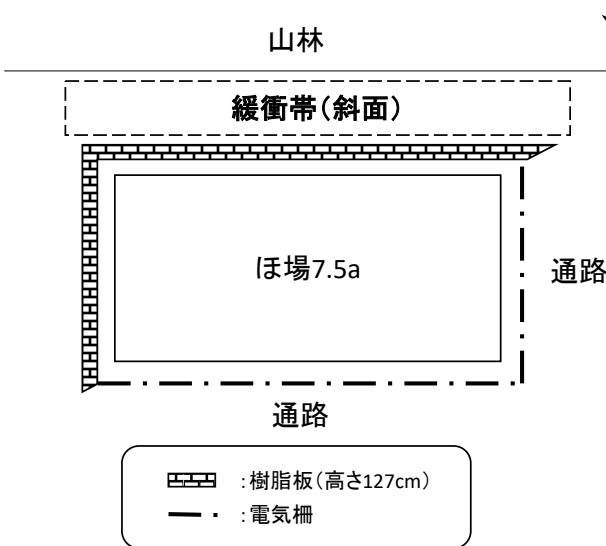 山林
緩衝帯（斜面）
ほ場7.5a
通路
通路
：樹脂板（高さ127cm）
：電気柵